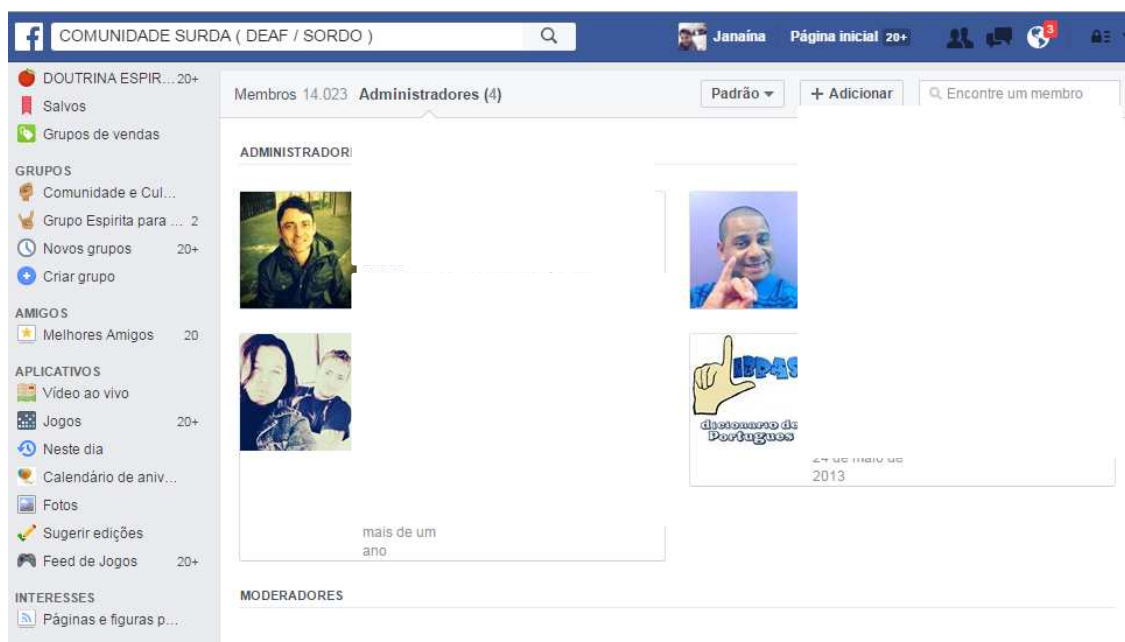 f COMUNIDADE SURDA ( DEAF / SORDO ) Janaína Página inicial 20+ 3
DOUTRINA ESPIR... 20+
Salvos
Grupos de vendas
GRUPOS
Comunidade e Cul...
Grupo Espirita para ... 2
Novos grupos 20+
Criar grupo
AMIGOS
Melhores Amigos 20
APLICATIVOS
Vídeo ao vivo
Jogos 20+
Neste dia
Calendário de aniv...
Fotos
Sugerir edições
Feed de Jogos 20+
INTERESSES
Páginas e figuras p...
Membros 14.023 Administradores (4) Padrão + Adicionar Encontre um membro
ADMINISTRADOR
LIBRAS
dicionario de
Portugues
24 de maio de
2013
mais de um
ano
MODERADORES